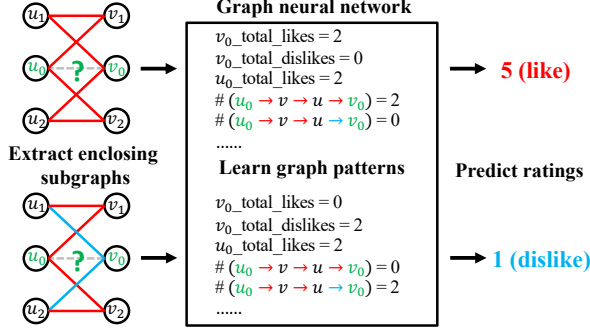 Graph neural network
u₁ v₁
u₀ ? v₀
u₂ v₂
v₀_total_likes = 2
v₀_total_dislikes = 0
u₀_total_likes = 2
# (u₀ → v → u → v₀) = 2
# (u₀ → v → u → v₀) = 0
......
5 (like)
Extract enclosing
subgraphs
Learn graph patterns
Predict ratings
u₁ v₁
u₀ ? v₀
u₂ v₂
v₀_total_likes = 0
v₀_total_dislikes = 2
u₀_total_likes = 2
# (u₀ → v → u → v₀) = 0
# (u₀ → v → u → v₀) = 2
......
1 (dislike)